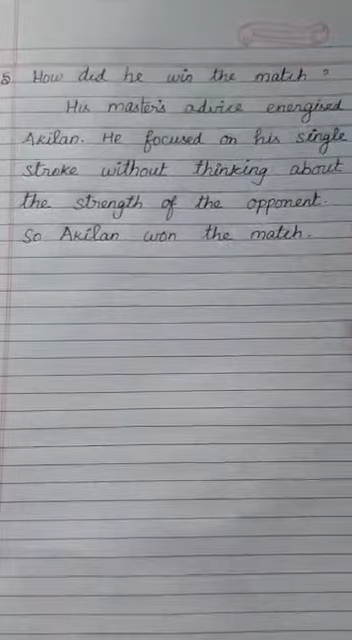 5 How did he win the match?
His master's advice energised
Akilan. He focused on his single
stroke without thinking about
the strength of the opponent.
So Akilan won the match.